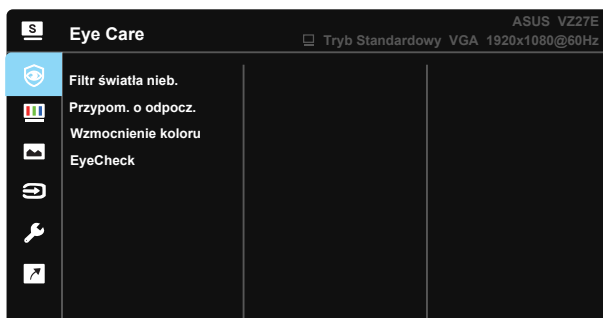 S
Eye Care
ASUS VZ27E
Tryb Standardowy VGA 1920x1080@60Hz
Filtr światła nieb.
Przypom. o odpocz.
Wzmocnienie koloru
EyeCheck